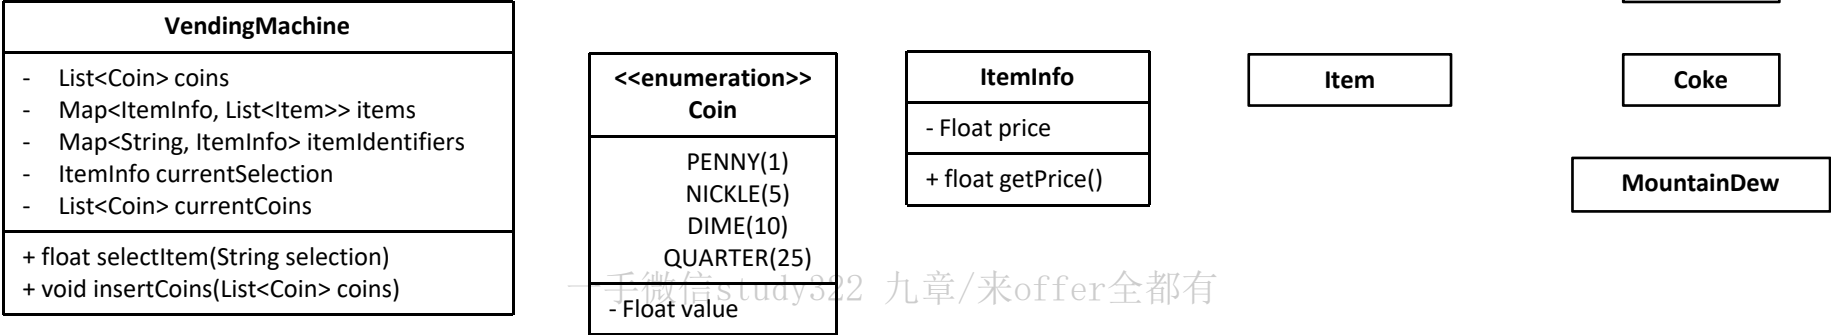 VendingMachine
- List<Coin> coins
- Map<ItemInfo, List<Item>> items
- Map<String, ItemInfo> itemIdentifiers
- ItemInfo currentSelection
- List<Coin> currentCoins
+ float selectItem(String selection)
+ void insertCoins(List<Coin> coins)
<<enumeration>>
Coin
PENNY(1)
NICKLE(5)
DIME(10)
QUARTER(25)
- Float value
ItemInfo
- Float price
+ float getPrice()
Item
Coke
MountainDew
一手微信study322 九章/来offer全都有